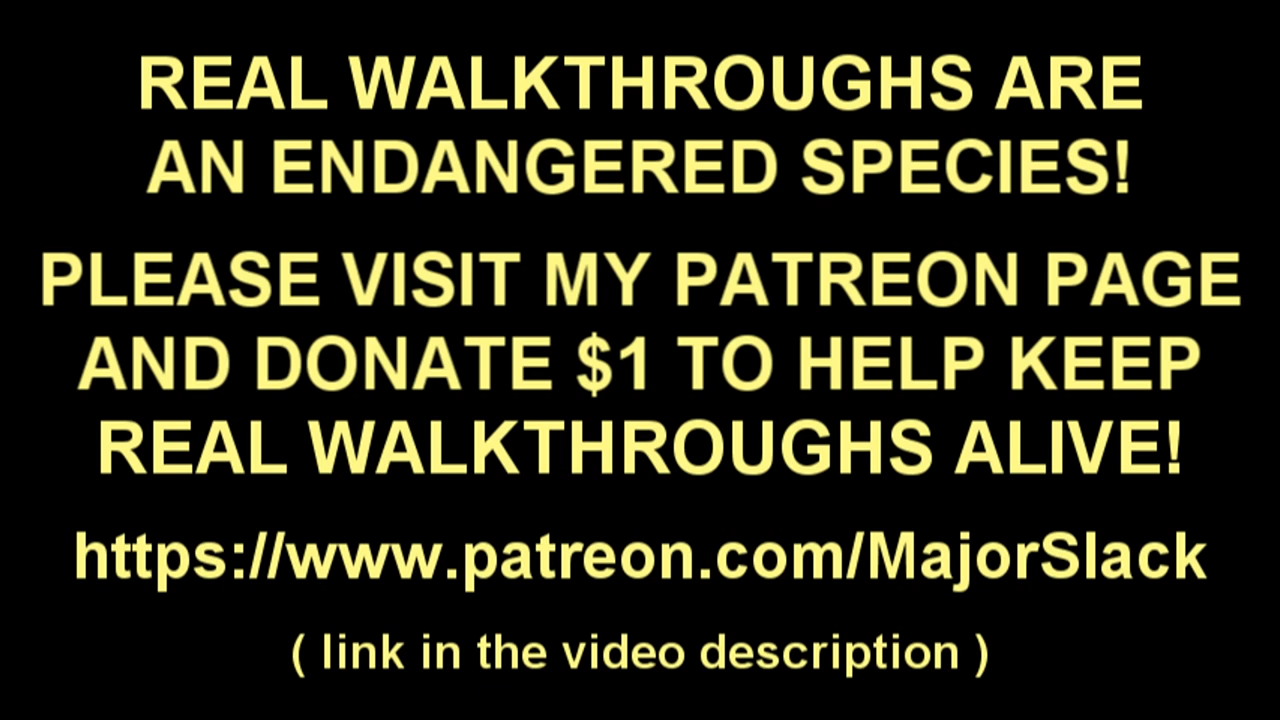 REAL WALKTHROUGHS ARE
AN ENDANGERED SPECIES!
PLEASE VISIT MY PATREON PAGE
AND DONATE $1 TO HELP KEEP
REAL WALKTHROUGHS ALIVE!
https://www.patreon.com/MajorSlack
( link in the video description )